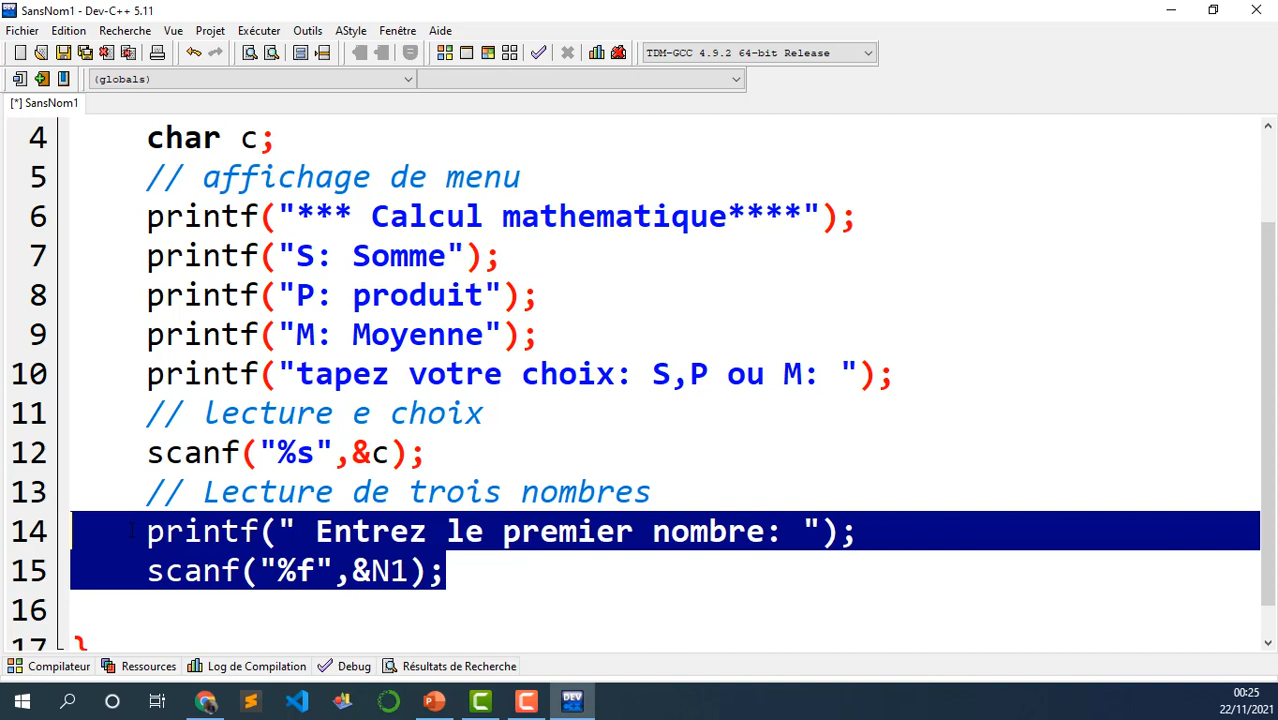 SansNom1 - Dev-C++ 5.11
Fichier Edition Recherche Vue Projet Exécuter Outils AStyle Fenêtre Aide
TDM-GCC 4.9.2 64-bit Release
(globals)
[*] SansNom1
4 char c;
5 // affichage de menu
6 printf("*** Calcul mathematique****");
7 printf("S: Somme");
8 printf("P: produit");
9 printf("M: Moyenne");
10 printf("tapez votre choix: S,P ou M: ");
11 // lecture e choix
12 scanf("%s",&c);
13 // Lecture de trois nombres
14 printf(" Entrez le premier nombre: ");
15 scanf("%f",&N1);
16
17 }
Compilateur Ressources Log de Compilation Debug Résultats de Recherche
DEV
00:25
22/11/2021